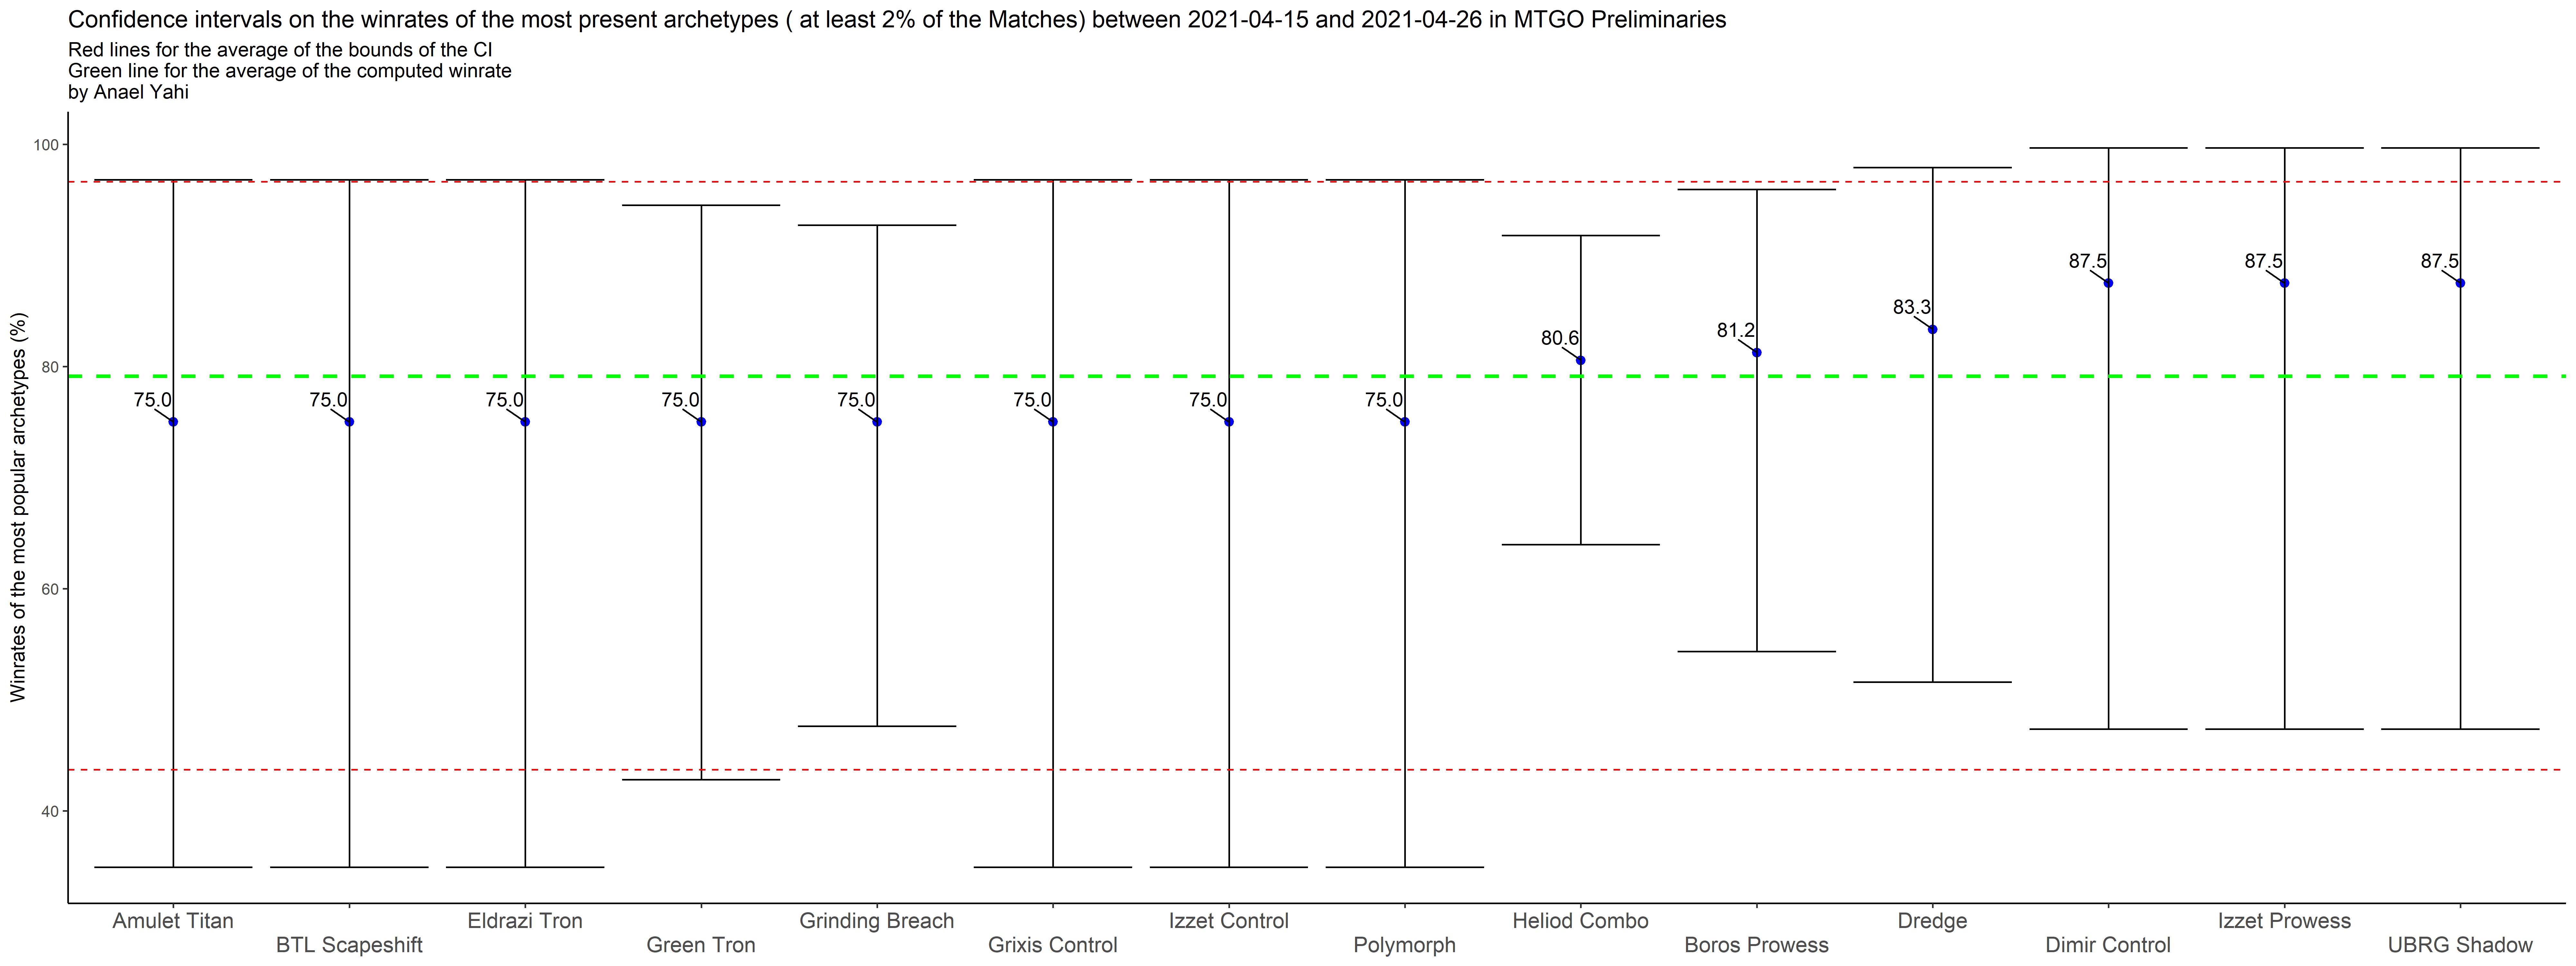 Confidence intervals on the winrates of the most present archetypes ( at least 2% of the Matches) between 2021-04-15 and 2021-04-26 in MTGO Preliminaries
Red lines for the average of the bounds of the CI
Green line for the average of the computed winrate
by Anael Yahi
Winrates of the most popular archetypes (%)
100
80
60
40
75.0
75.0
75.0
75.0
75.0
75.0
75.0
75.0
80.6
81.2
83.3
87.5
87.5
87.5
Amulet Titan
BTL Scapeshift
Eldrazi Tron
Green Tron
Grinding Breach
Grixis Control
Izzet Control
Polymorph
Heliod Combo
Boros Prowess
Dredge
Dimir Control
Izzet Prowess
UBRG Shadow